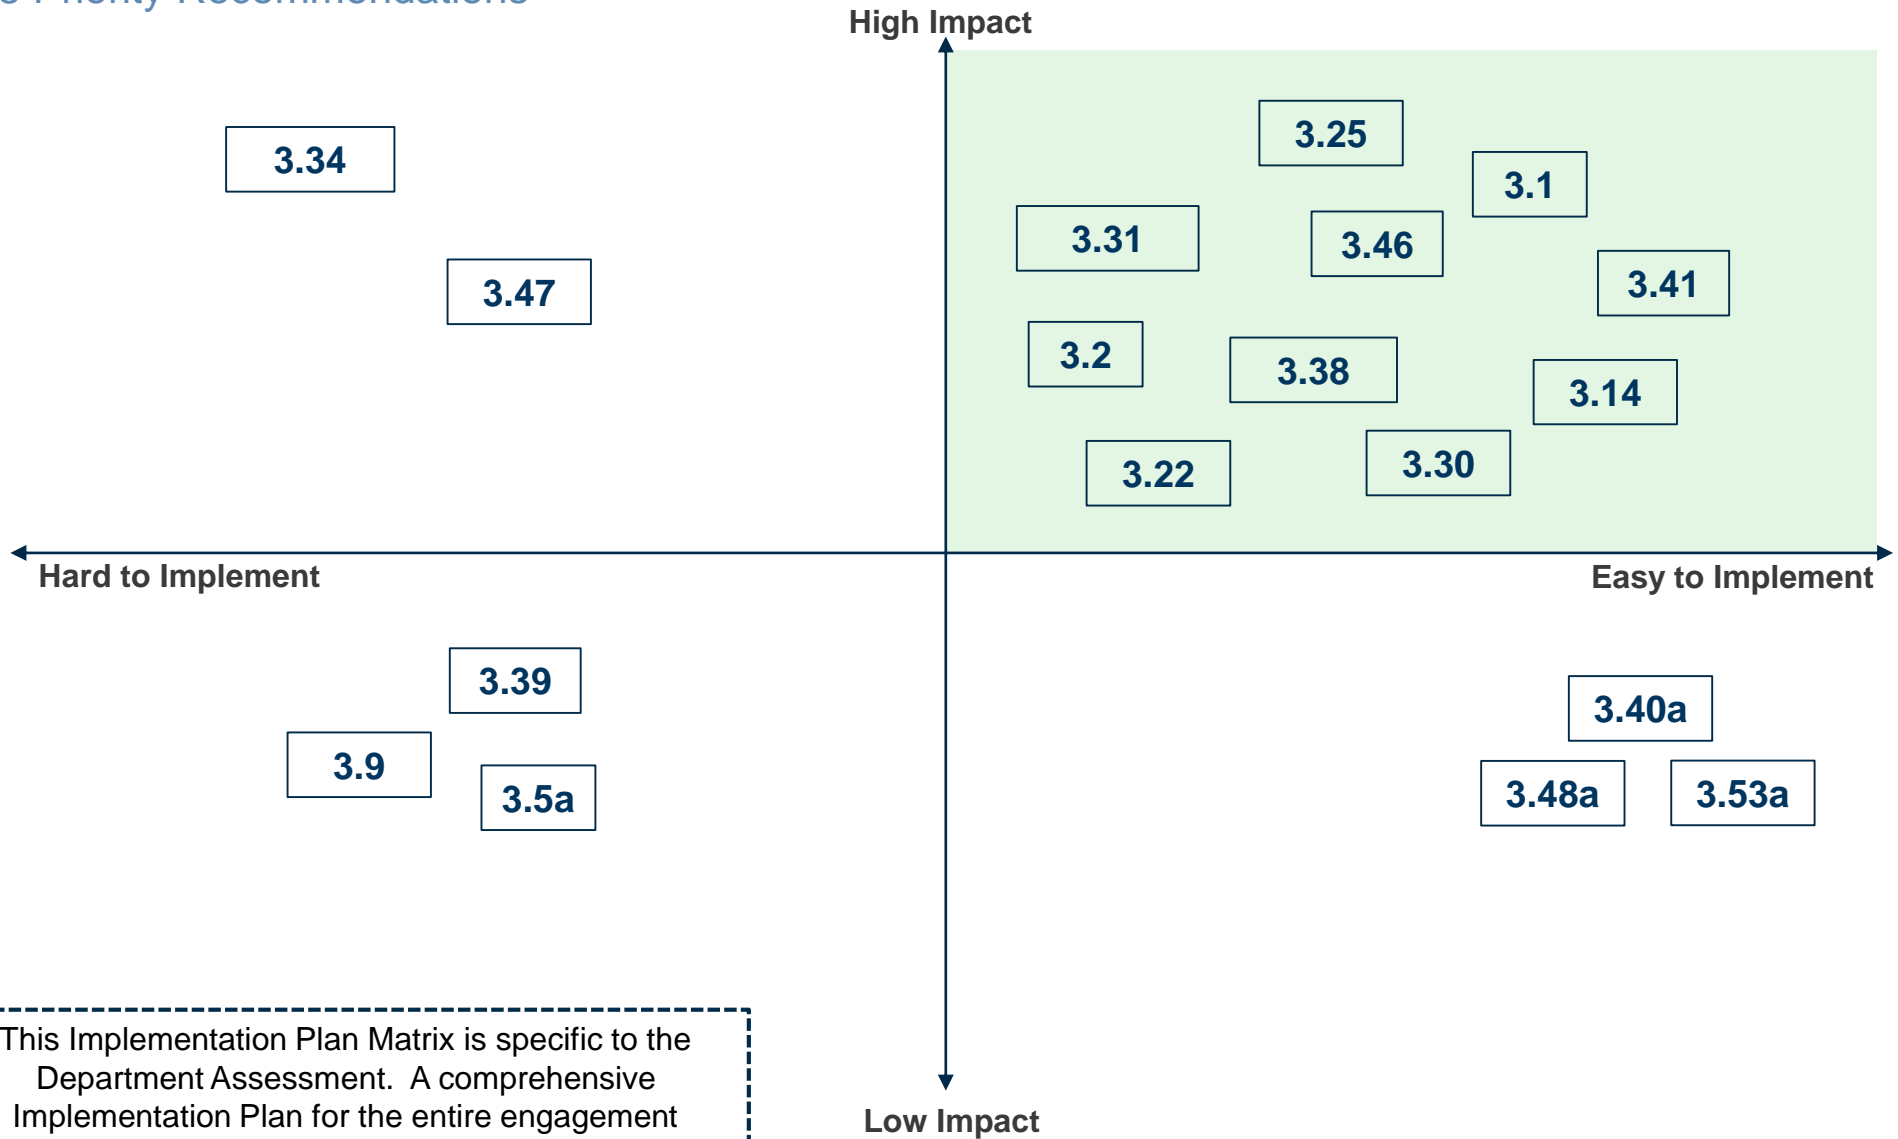 Priority Recommendations
High Impact
3.25
3.34
3.1
3.31
3.46
3.41
3.47
3.2
3.38
3.14
3.22
3.30
Hard to Implement
Easy to Implement
3.39
3.40a
3.9
3.5a
3.48a
3.53a
This Implementation Plan Matrix is specific to the
Department Assessment. A comprehensive
Implementation Plan for the entire engagement
Low Impact